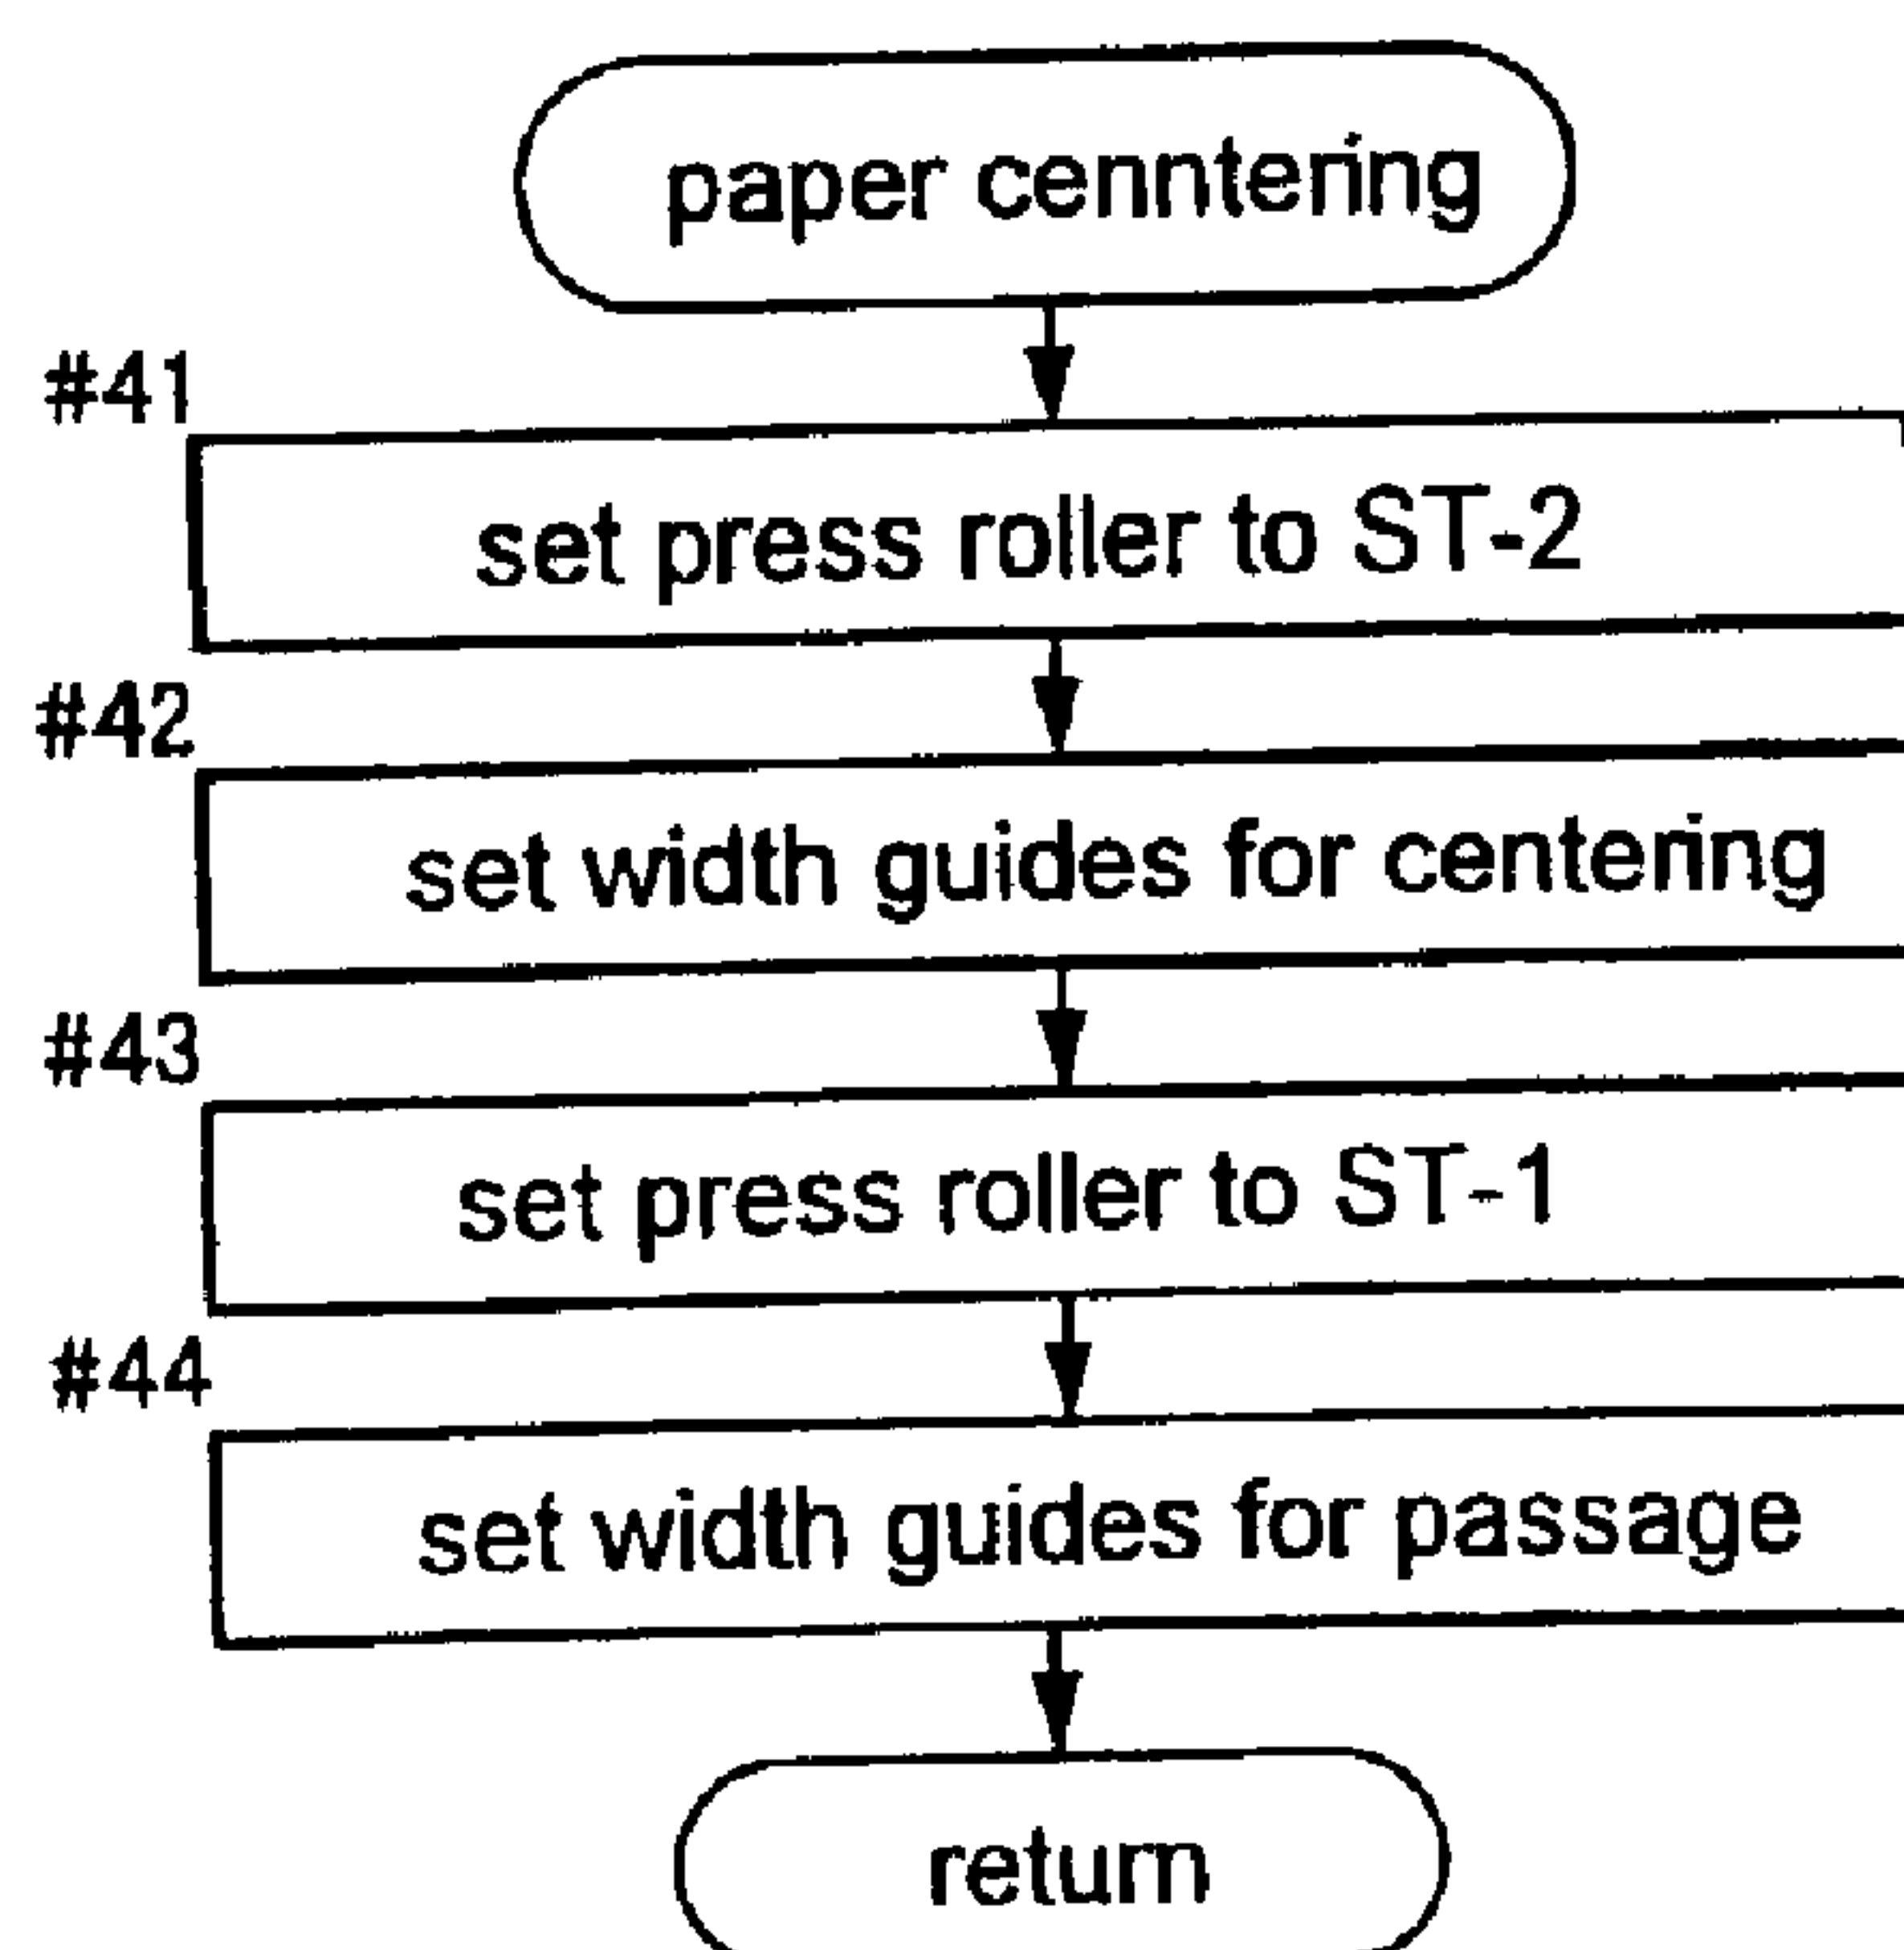 paper cenntering
#41
set press roller to ST-2
#42
set width guides for centering
#43
set press roller to ST-1
#44
set width guides for passage
return